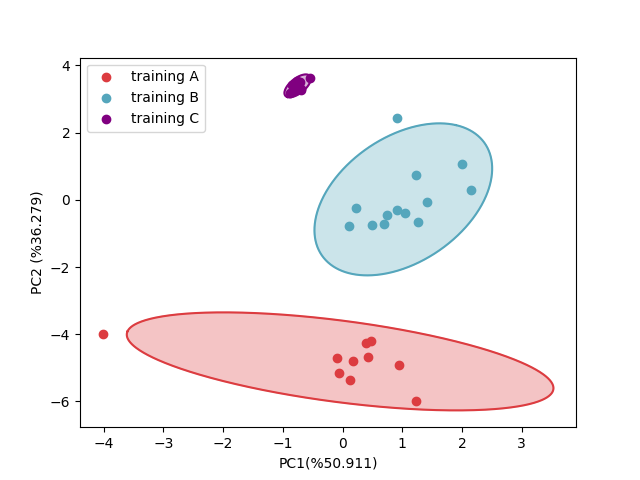 training A
training B
training C
4
2
0
−2
−4
−6
PC2 (%36.279)
−4 −3 −2 −1 0 1 2 3
PC1(%50.911)